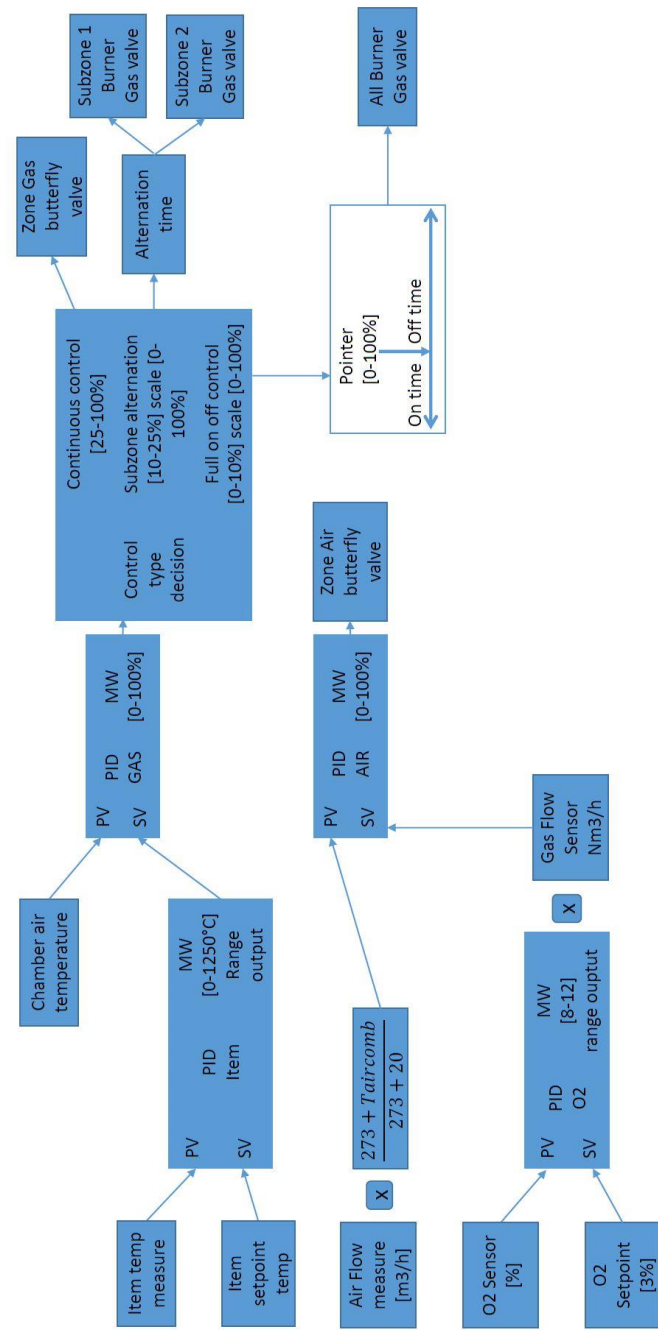 Item temp
measure
Item
setpoint
temp
PV
SV
PID
Item
MW
[0-1250°C]
Range
output
Chamber air
temperature
PV
SV
PID
GAS
MW
[0-100%]
Control
type
decision
Continuous control
[25-100%]
Subzone alternation
[10-25%] scale [0-
100%]
Full on off control
[0-10%] scale [0-100%]
Zone Gas
butterfly
valve
Alternation
time
Subzone 1
Burner
Gas valve
Subzone 2
Burner
Gas valve
Pointer
[0-100%]
On time
Off time
All Burner
Gas valve
Air Flow
measure
[m3/h]
X
273 + Taircomb
273 + 20
PV
SV
PID
AIR
MW
[0-100%]
Zone Air
butterfly
valve
O2 Sensor
[%]
O2
Setpoint
[3%]
PV
SV
PID
O2
MW
[8-12]
range ouptut
X
Gas Flow
Sensor
Nm3/h